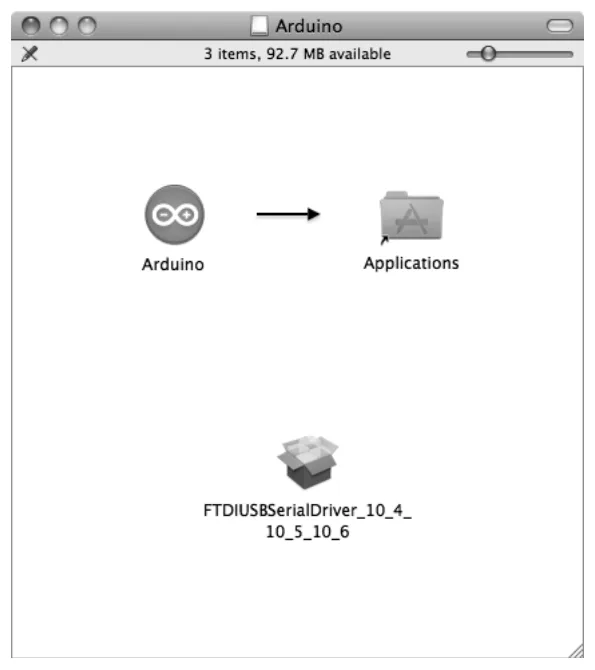 Arduino
3 items, 92.7 MB available
Arduino
Applications
FTDIUSBSerialDriver_10_4_
10_5_10_6